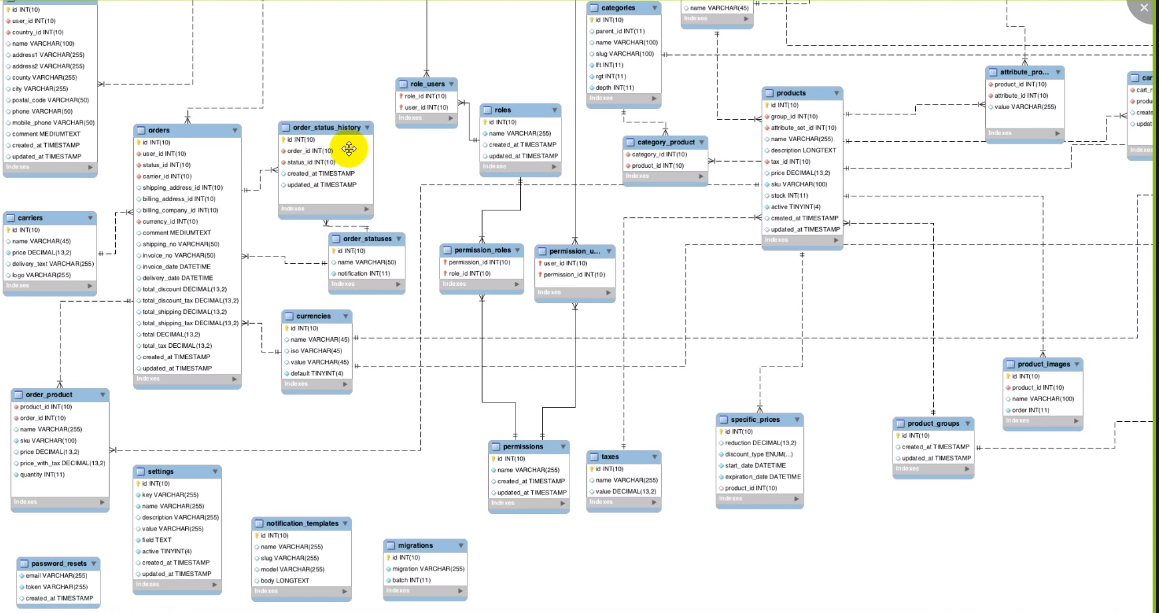 id INT(10)
user_id INT(10)
country_id INT(10)
name VARCHAR(100)
address1 VARCHAR(255)
address2 VARCHAR(255)
county VARCHAR(255)
city VARCHAR(255)
postal_code VARCHAR(50)
phone VARCHAR(50)
mobile_phone VARCHAR(50)
comment MEDIUMTEXT
created_at TIMESTAMP
updated_at TIMESTAMP
Indexes
carriers
id INT(10)
name VARCHAR(45)
price DECIMAL(13,2)
delivery_text VARCHAR(255)
logo VARCHAR(255)
Indexes
orders
id INT(10)
user_id INT(10)
status_id INT(10)
carrier_id INT(10)
shipping_address_id INT(10)
billing_address_id INT(10)
billing_company_id INT(10)
currency_id INT(10)
comment MEDIUMTEXT
shipping_no VARCHAR(50)
invoice_no VARCHAR(50)
invoice_date DATETIME
delivery_date DATETIME
total_discount DECIMAL(13,2)
total_discount_tax DECIMAL(13,2)
total_shipping DECIMAL(13,2)
total_shipping_tax DECIMAL(13,2)
total DECIMAL(13,2)
total_tax DECIMAL(13,2)
created_at TIMESTAMP
updated_at TIMESTAMP
Indexes
order_status_history
id INT(10)
order_id INT(10)
status_id INT(10)
created_at TIMESTAMP
updated_at TIMESTAMP
Indexes
order_statuses
id INT(10)
name VARCHAR(50)
notification INT(11)
Indexes
currencies
id INT(10)
name VARCHAR(45)
iso VARCHAR(45)
value VARCHAR(45)
default TINYINT(4)
Indexes
role_users
role_id INT(10)
user_id INT(10)
Indexes
roles
id INT(10)
name VARCHAR(255)
created_at TIMESTAMP
updated_at TIMESTAMP
Indexes
permission_roles
permission_id INT(10)
role_id INT(10)
Indexes
permission_u...
user_id INT(10)
permission_id INT(10)
Indexes
categories
id INT(10)
parent_id INT(11)
name VARCHAR(100)
slug VARCHAR(100)
lft INT(11)
rgt INT(11)
depth INT(11)
Indexes
name VARCHAR(45)
Indexes
category_product
category_id INT(10)
product_id INT(10)
Indexes
products
id INT(10)
group_id INT(10)
attribute_set_id INT(10)
name VARCHAR(255)
description LONGTEXT
tax_id INT(10)
price DECIMAL(13,2)
sku VARCHAR(100)
stock INT(11)
active TINYINT(4)
created_at TIMESTAMP
updated_at TIMESTAMP
Indexes
attribute_pro...
product_id INT(10)
attribute_id INT(10)
value VARCHAR(255)
Indexes
order_product
product_id INT(10)
order_id INT(10)
name VARCHAR(255)
sku VARCHAR(100)
price DECIMAL(13,2)
price_with_tax DECIMAL(13,2)
quantity INT(11)
Indexes
settings
id INT(10)
key VARCHAR(255)
name VARCHAR(255)
description VARCHAR(255)
value VARCHAR(255)
field TEXT
active TINYINT(4)
created_at TIMESTAMP
updated_at TIMESTAMP
Indexes
password_resets
email VARCHAR(255)
token VARCHAR(255)
created_at TIMESTAMP
notification_templates
id INT(10)
name VARCHAR(255)
slug VARCHAR(255)
model VARCHAR(255)
body LONGTEXT
Indexes
migrations
id INT(10)
migration VARCHAR(255)
batch INT(11)
Indexes
permissions
id INT(10)
name VARCHAR(255)
created_at TIMESTAMP
updated_at TIMESTAMP
Indexes
taxes
id INT(10)
name VARCHAR(255)
value DECIMAL(13,2)
Indexes
specific_prices
id INT(10)
reduction DECIMAL(13,2)
discount_type ENUM(...)
start_date DATETIME
expiration_date DATETIME
product_id INT(10)
Indexes
product_groups
id INT(10)
created_at TIMESTAMP
updated_at TIMESTAMP
Indexes
product_images
id INT(10)
product_id INT(10)
name VARCHAR(100)
order INT(11)
Indexes